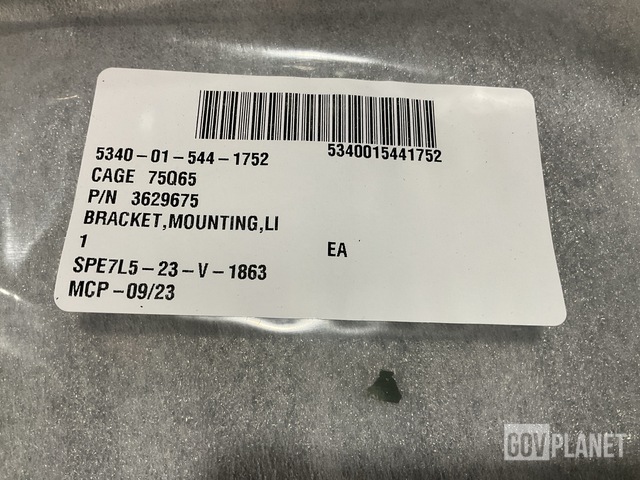 5340-01-544-1752 5340015441752
CAGE 75Q65
P/N 3629675
BRACKET,MOUNTING,LI
1 EA
SPE7L5-23-V-1863
MCP-09/23
GOVPLANET